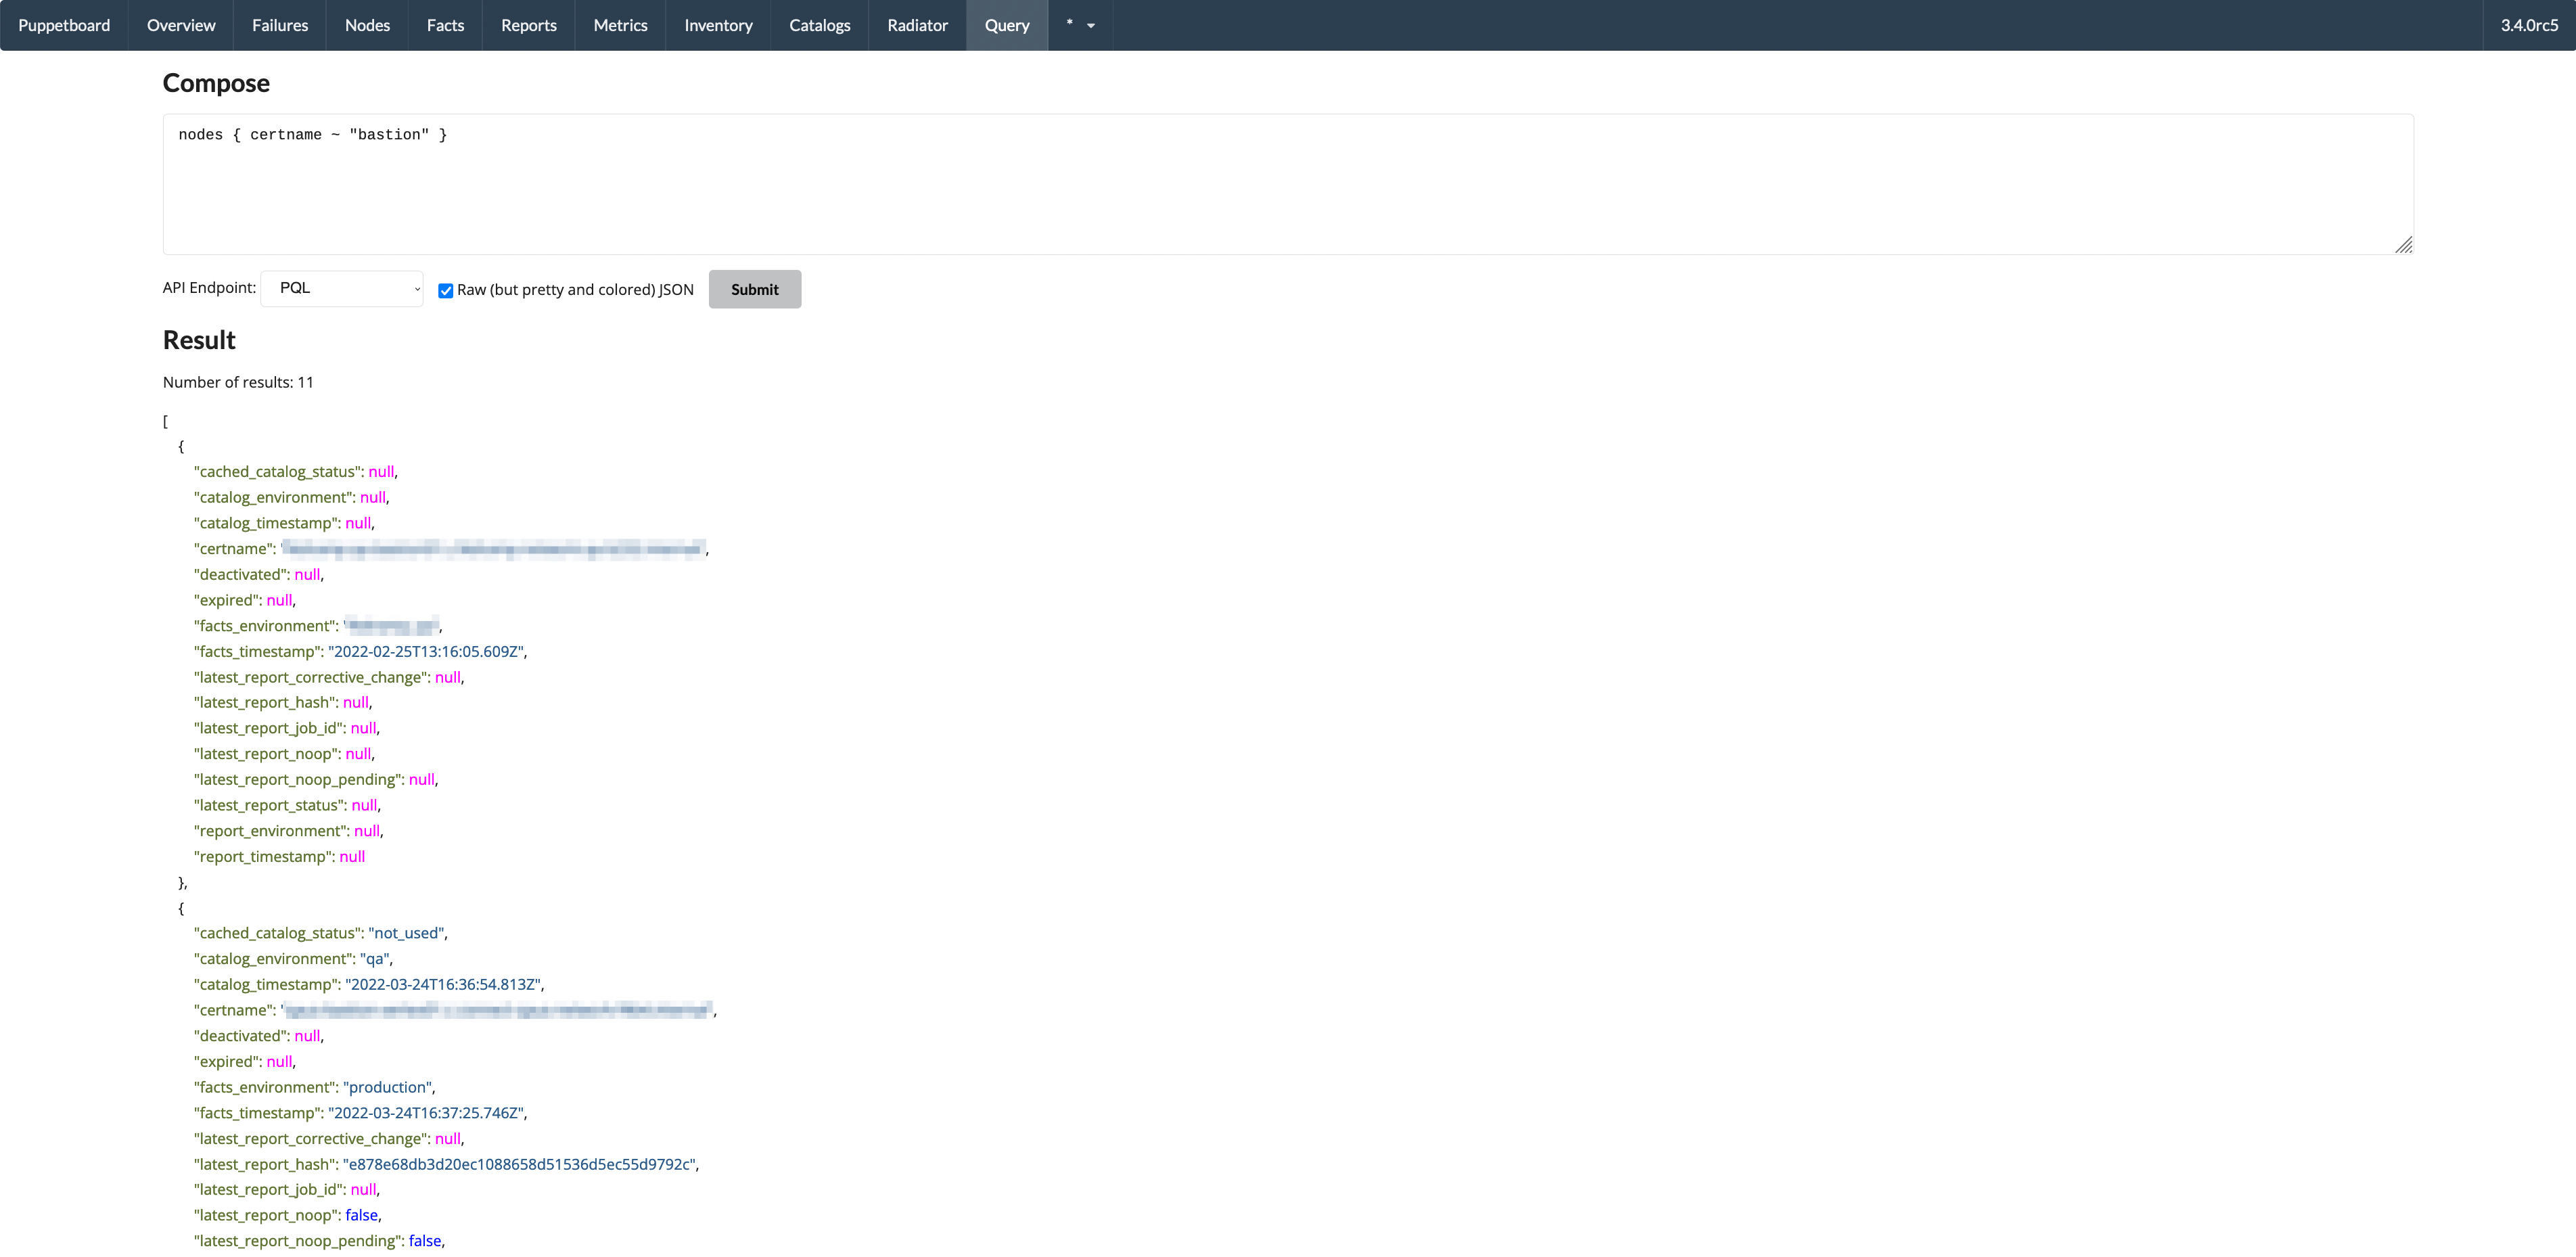 Puppetboard Overview Failures Nodes Facts Reports Metrics Inventory Catalogs Radiator Query * 3.4.0rc5
Compose
nodes { certname ~ "bastion" }
API Endpoint: PQL Raw (but pretty and colored) JSON Submit
Result
Number of results: 11
[
{
"cached_catalog_status": null,
"catalog_environment": null,
"catalog_timestamp": null,
"certname": " ,
"deactivated": null,
"expired": null,
"facts_environment": " ,
"facts_timestamp": "2022-02-25T13:16:05.609Z",
"latest_report_corrective_change": null,
"latest_report_hash": null,
"latest_report_job_id": null,
"latest_report_noop": null,
"latest_report_noop_pending": null,
"latest_report_status": null,
"report_environment": null,
"report_timestamp": null
},
{
"cached_catalog_status": "not_used",
"catalog_environment": "qa",
"catalog_timestamp": "2022-03-24T16:36:54.813Z",
"certname": " ,
"deactivated": null,
"expired": null,
"facts_environment": "production",
"facts_timestamp": "2022-03-24T16:37:25.746Z",
"latest_report_corrective_change": null,
"latest_report_hash": "e878e68db3d20ec1088658d51536d5ec55d9792c",
"latest_report_job_id": null,
"latest_report_noop": false,
"latest_report_noop_pending": false,